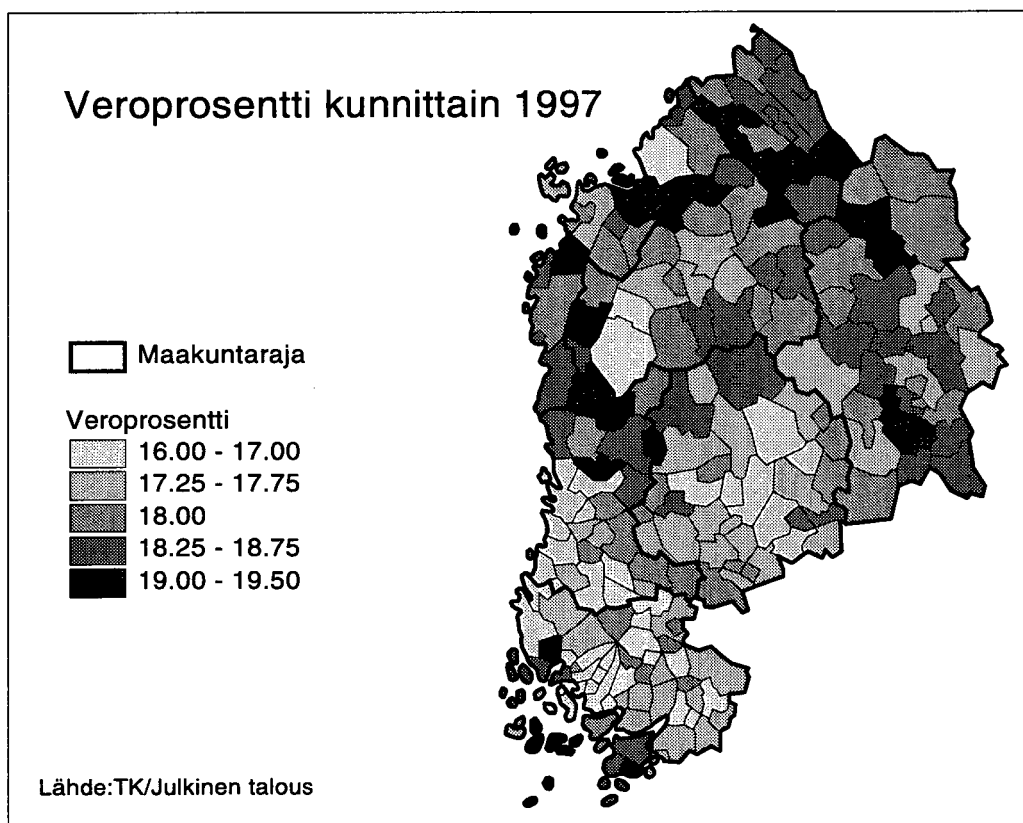 Veroprosentti kunnittain 1997
Maakuntaraja
Veroprosentti
16.00 - 17.00
17.25 - 17.75
18.00
18.25 - 18.75
19.00 - 19.50
Lähde:TK/Julkinen talous